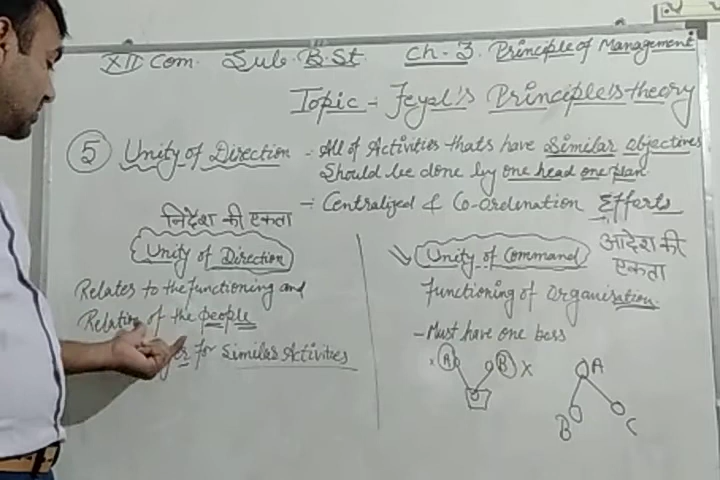 XII Com. Sub. B.St. Ch-3. Principle of Management
Topic - Feyol's Principle's theory
5 Unity of Direction - All of Activities thats have Similar objectives
Should be done by one head one plan
- Centralized & Co-ordination Efforts
निदेश की एकता
Unity of Direction
Relates to the functioning and
Relation of the people
for Similar Activities
Unity of Command
आदेश की
एकता
functioning of Organisation.
- Must have one boss
x A B X
A
B C